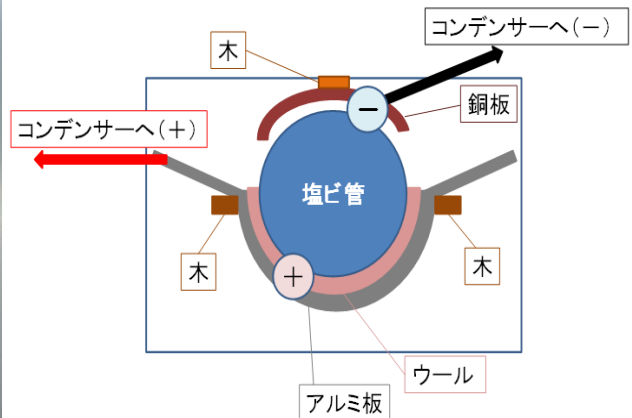 コンデンサーへ(－)
木
銅板
コンデンサーへ(＋)
－
塩ビ管
木
木
＋
ウール
アルミ板